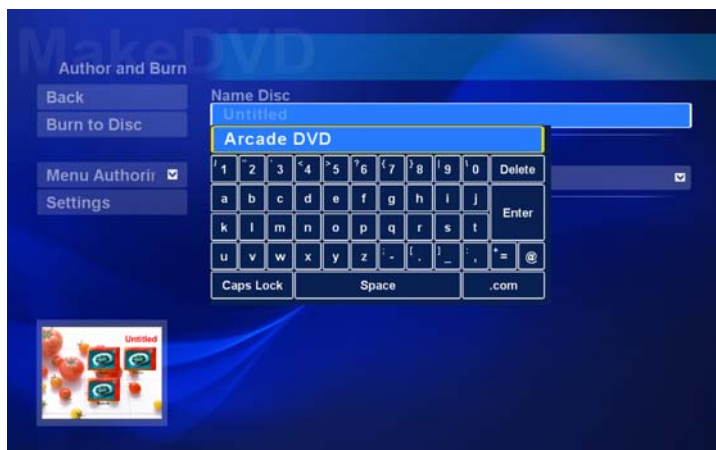 MakeDVD
Author and Burn
Back
Burn to Disc
Menu Authorir
Settings
Name Disc
Untitled
Arcade DVD
1 2 3 4 5 6 7 8 9 0 Delete
a b c d e f g h i j
Enter
k l m n o p q r s t
u v w x y z - . _ , = @
Caps Lock Space .com
Untitled